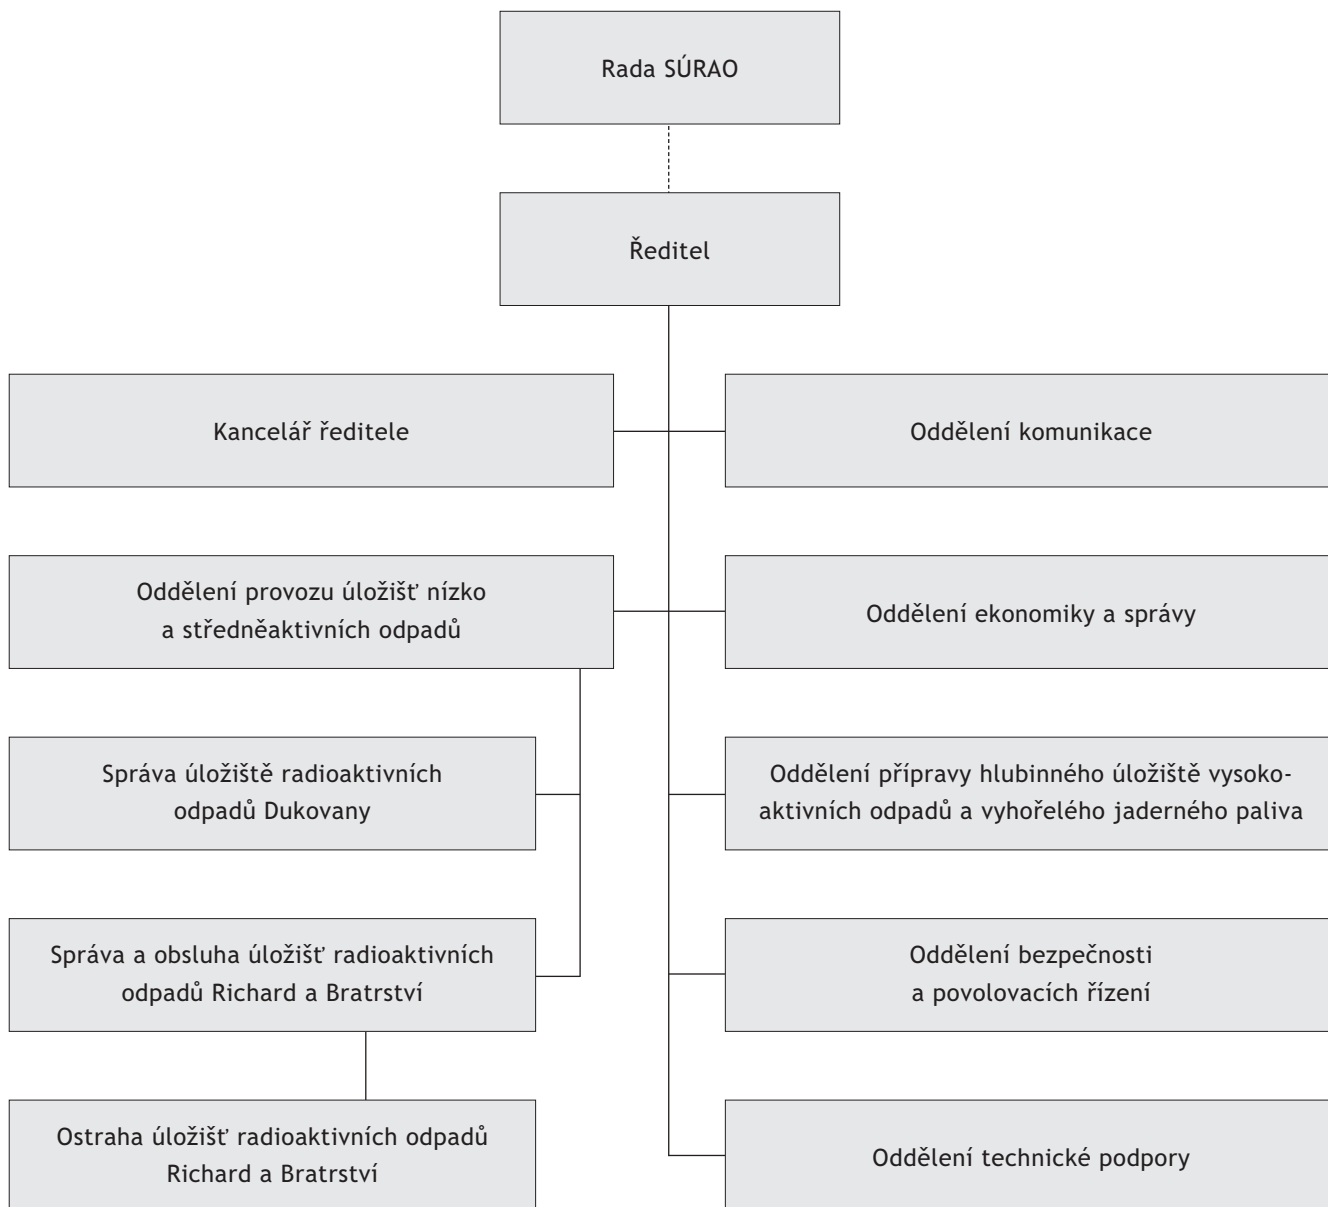 Rada SÚRAO
Ředitel
Kancelář ředitele
Oddělení komunikace
Oddělení provozu úložišť nízko
a středněaktivních odpadů
Oddělení ekonomiky a správy
Správa úložiště radioaktivních
odpadů Dukovany
Oddělení přípravy hlubinného úložiště vysoko-
aktivních odpadů a vyhořelého jaderného paliva
Správa a obsluha úložišť radioaktivních
odpadů Richard a Bratrství
Oddělení bezpečnosti
a povolovacích řízení
Ostraha úložišť radioaktivních odpadů
Richard a Bratrství
Oddělení technické podpory